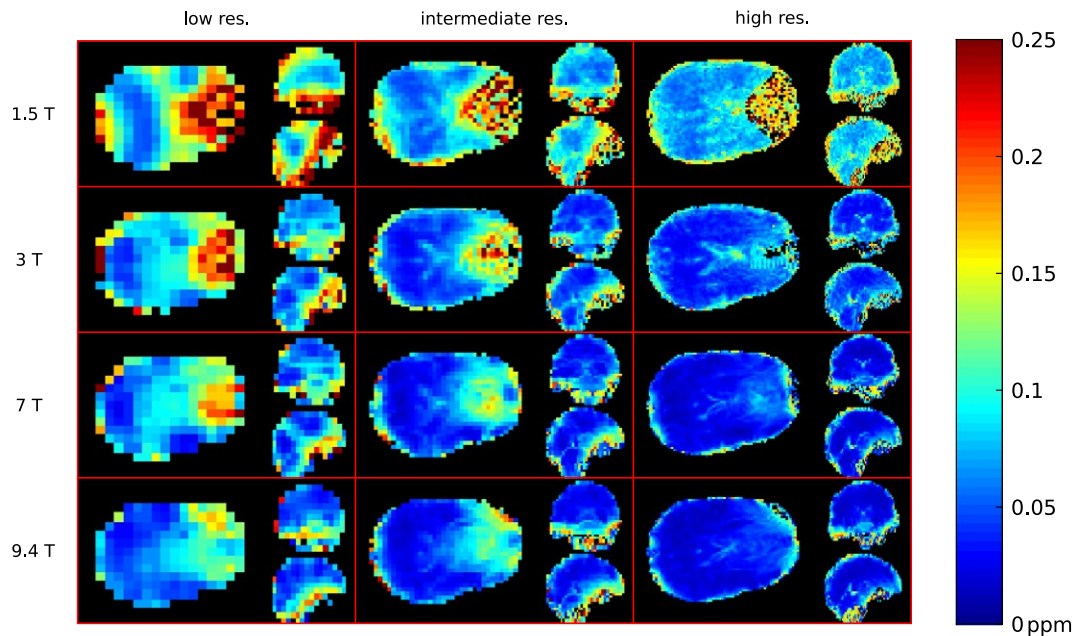 low res.
intermediate res.
high res.
1.5 T
3 T
7 T
9.4 T
0.25
0.2
0.15
0.1
0.05
0 ppm